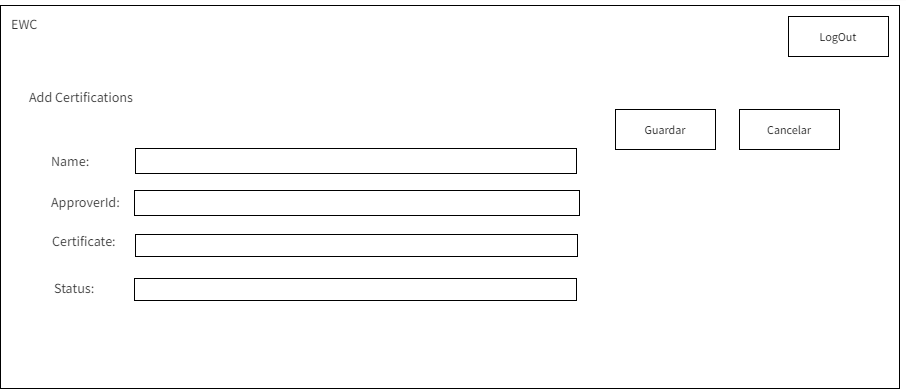 EWC
LogOut
Add Certifications
Guardar
Cancelar
Name:
ApproverId:
Certificate:
Status: